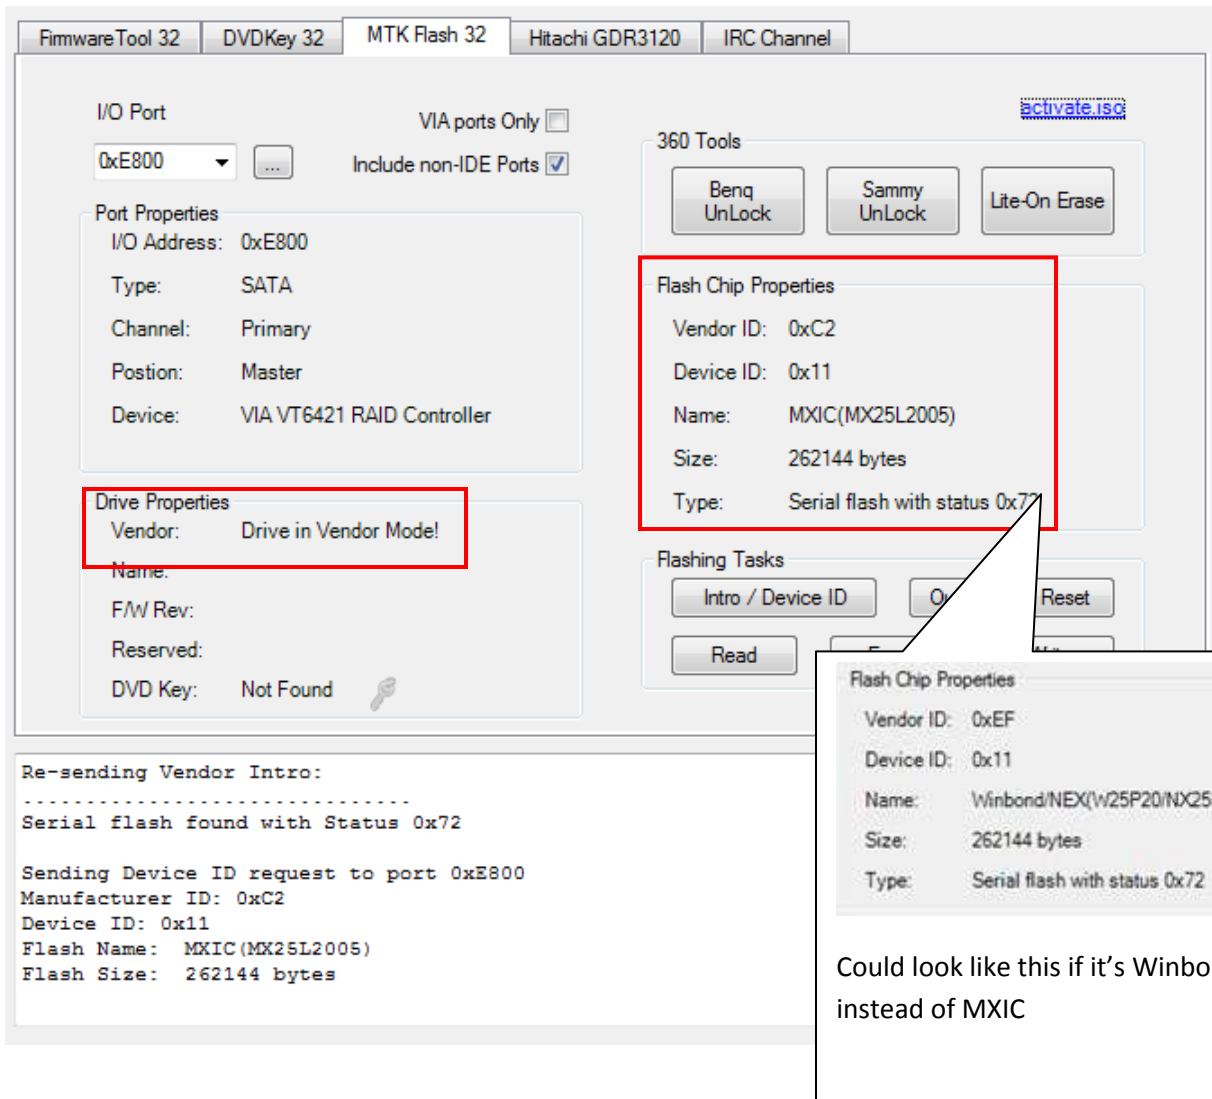 FirmwareTool 32 DVDKey 32 MTK Flash 32 Hitachi GDR3120 IRC Channel
I/O Port
VIA ports Only
0xE800 ... Include non-IDE Ports
Port Properties
I/O Address: 0xE800
Type: SATA
Channel: Primary
Postion: Master
Device: VIA VT6421 RAID Controller
Drive Properties
Vendor: Drive in Vendor Mode!
Name:
F/W Rev:
Reserved:
DVD Key: Not Found
activate.iso
360 Tools
Benq UnLock
Sammy UnLock
Lite-On Erase
Flash Chip Properties
Vendor ID: 0xC2
Device ID: 0x11
Name: MXIC(MX25L2005)
Size: 262144 bytes
Type: Serial flash with status 0x72
Flashing Tasks
Intro / Device ID Reset
Read
Re-sending Vendor Intro:
...............................
Serial flash found with Status 0x72
Sending Device ID request to port 0xE800
Manufacturer ID: 0xC2
Device ID: 0x11
Flash Name: MXIC(MX25L2005)
Flash Size: 262144 bytes
Flash Chip Properties
Vendor ID: 0xEF
Device ID: 0x11
Name: Winbond/NEX(W25P20/NX25
Size: 262144 bytes
Type: Serial flash with status 0x72
Could look like this if it’s Winbo
instead of MXIC